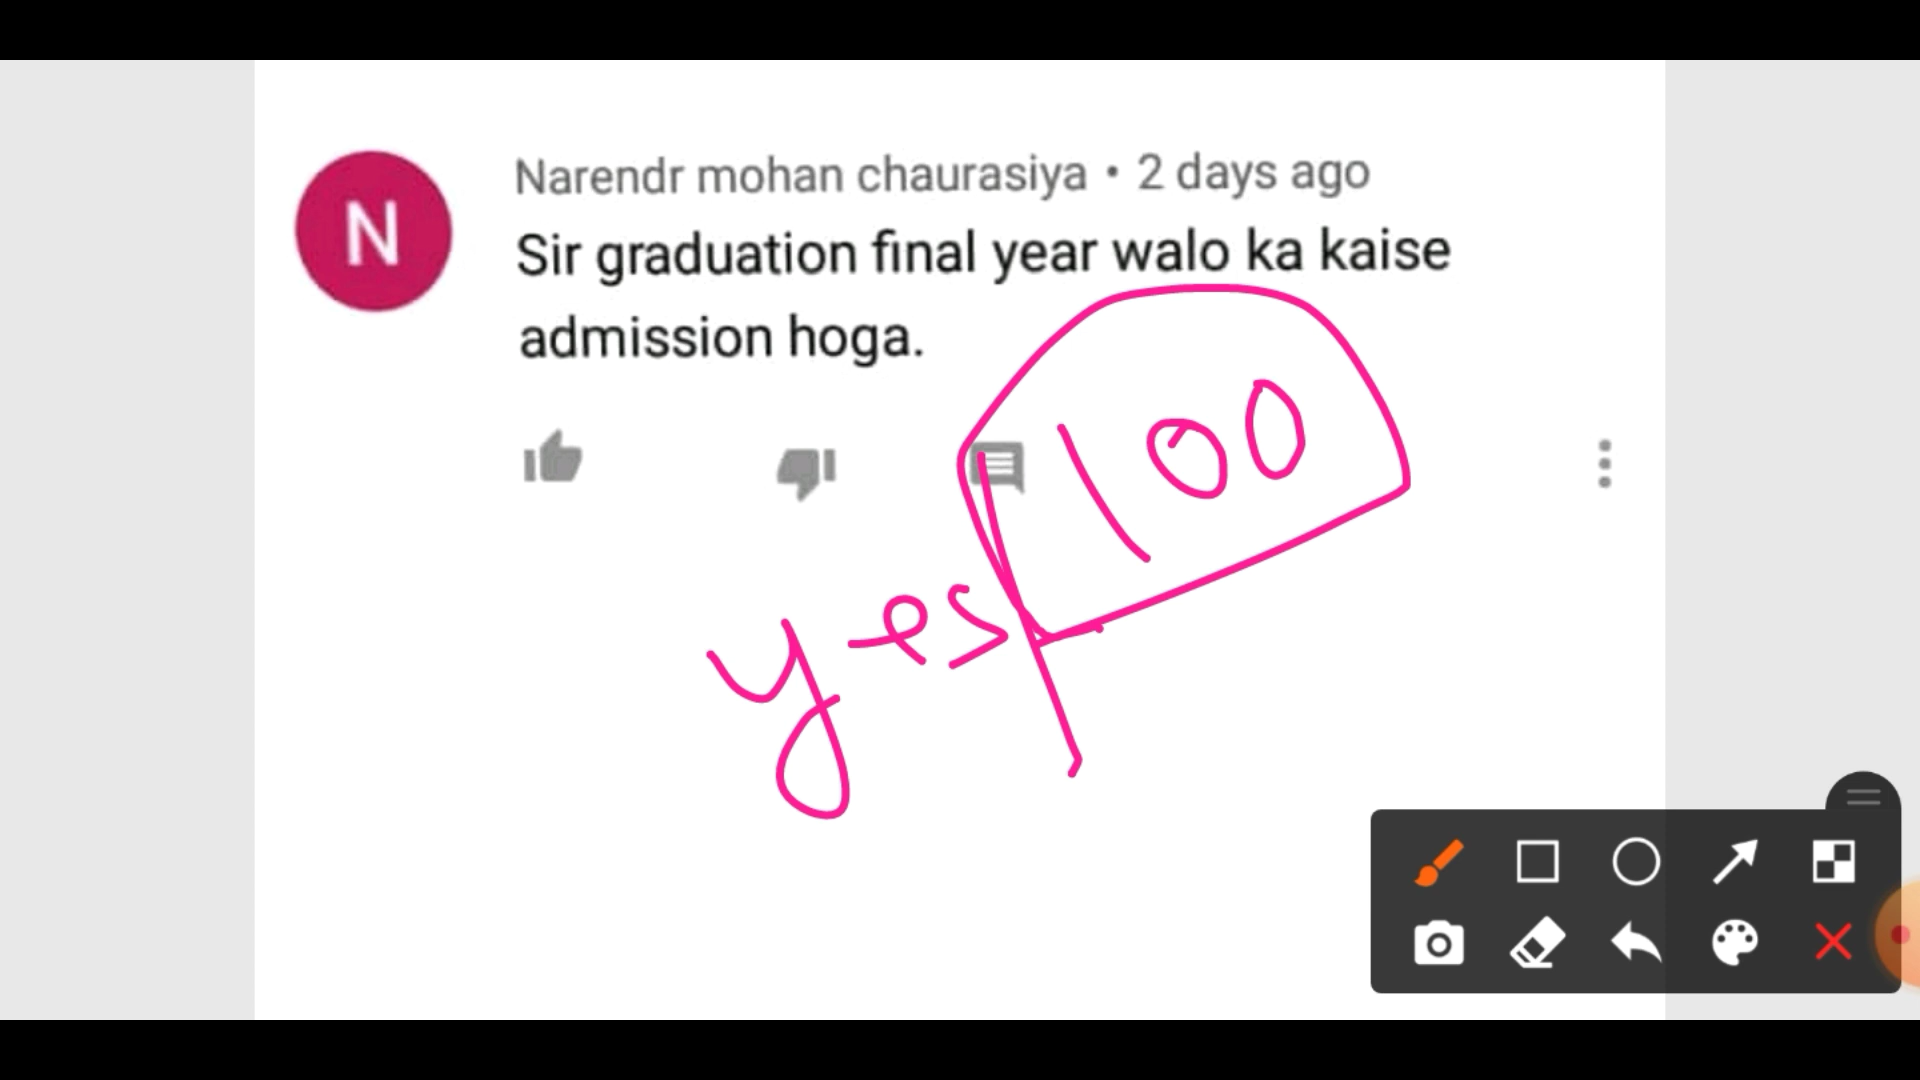 N
Narendr mohan chaurasiya • 2 days ago
Sir graduation final year walo ka kaise
admission hoga.
100
yes